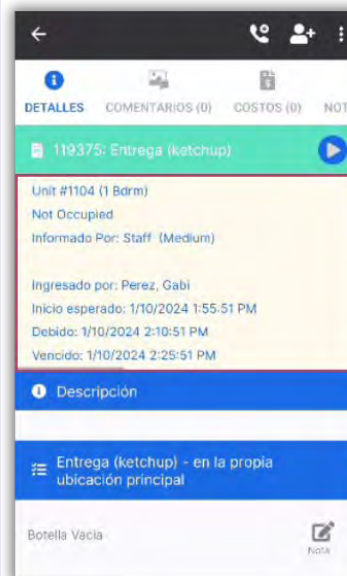 DETALLES COMENTARIOS (0) COSTOS (0) NOT
119375: Entrega (ketchup)
Unit #1104 (1 Bdrm)
Not Occupied
Informado Por: Staff (Medium)
Ingresado por: Perez, Gabi
Inicio esperado: 1/10/2024 1:55:51 PM
Debido: 1/10/2024 2:10:51 PM
Vencido: 1/10/2024 2:25:51 PM
Descripción
Entrega (ketchup) - en la propia
ubicación principal
Botella Vacia
Nota